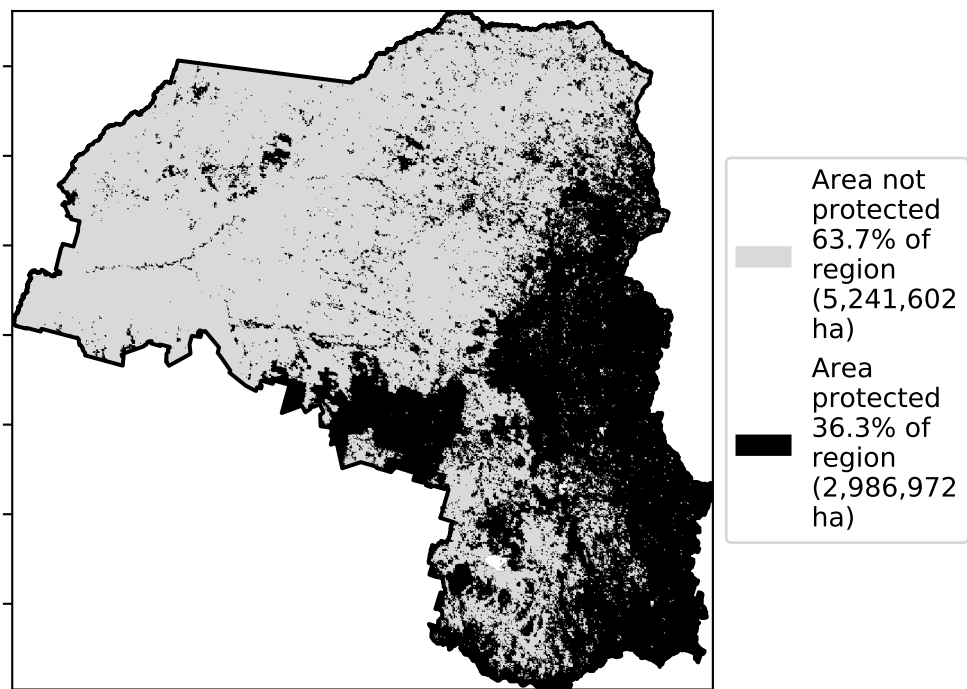 Area not
protected
63.7% of
region
(5,241,602
ha)
Area
protected
36.3% of
region
(2,986,972
ha)